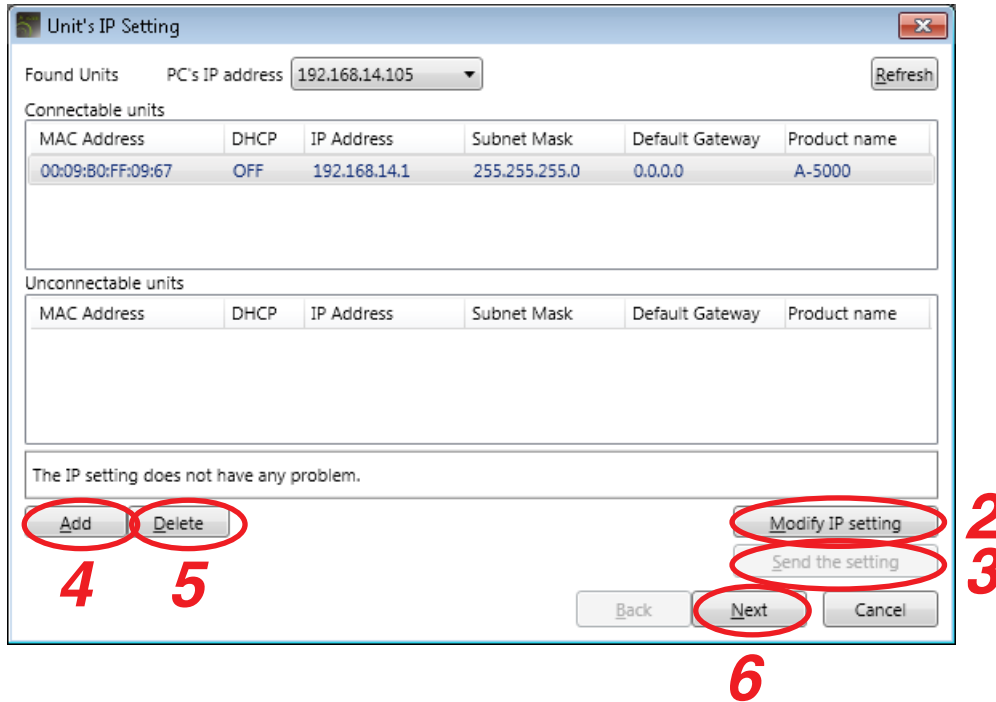 Unit's IP Setting
Found Units PC's IP address 192.168.14.105 Refresh
Connectable units
MAC Address DHCP IP Address Subnet Mask Default Gateway Product name
00:09:B0:FF:09:67 OFF 192.168.14.1 255.255.255.0 0.0.0.0 A-5000
Unconnectable units
MAC Address DHCP IP Address Subnet Mask Default Gateway Product name
The IP setting does not have any problem.
Add Delete Modify IP setting 2
Send the setting 3
4 5
Back Next Cancel
6